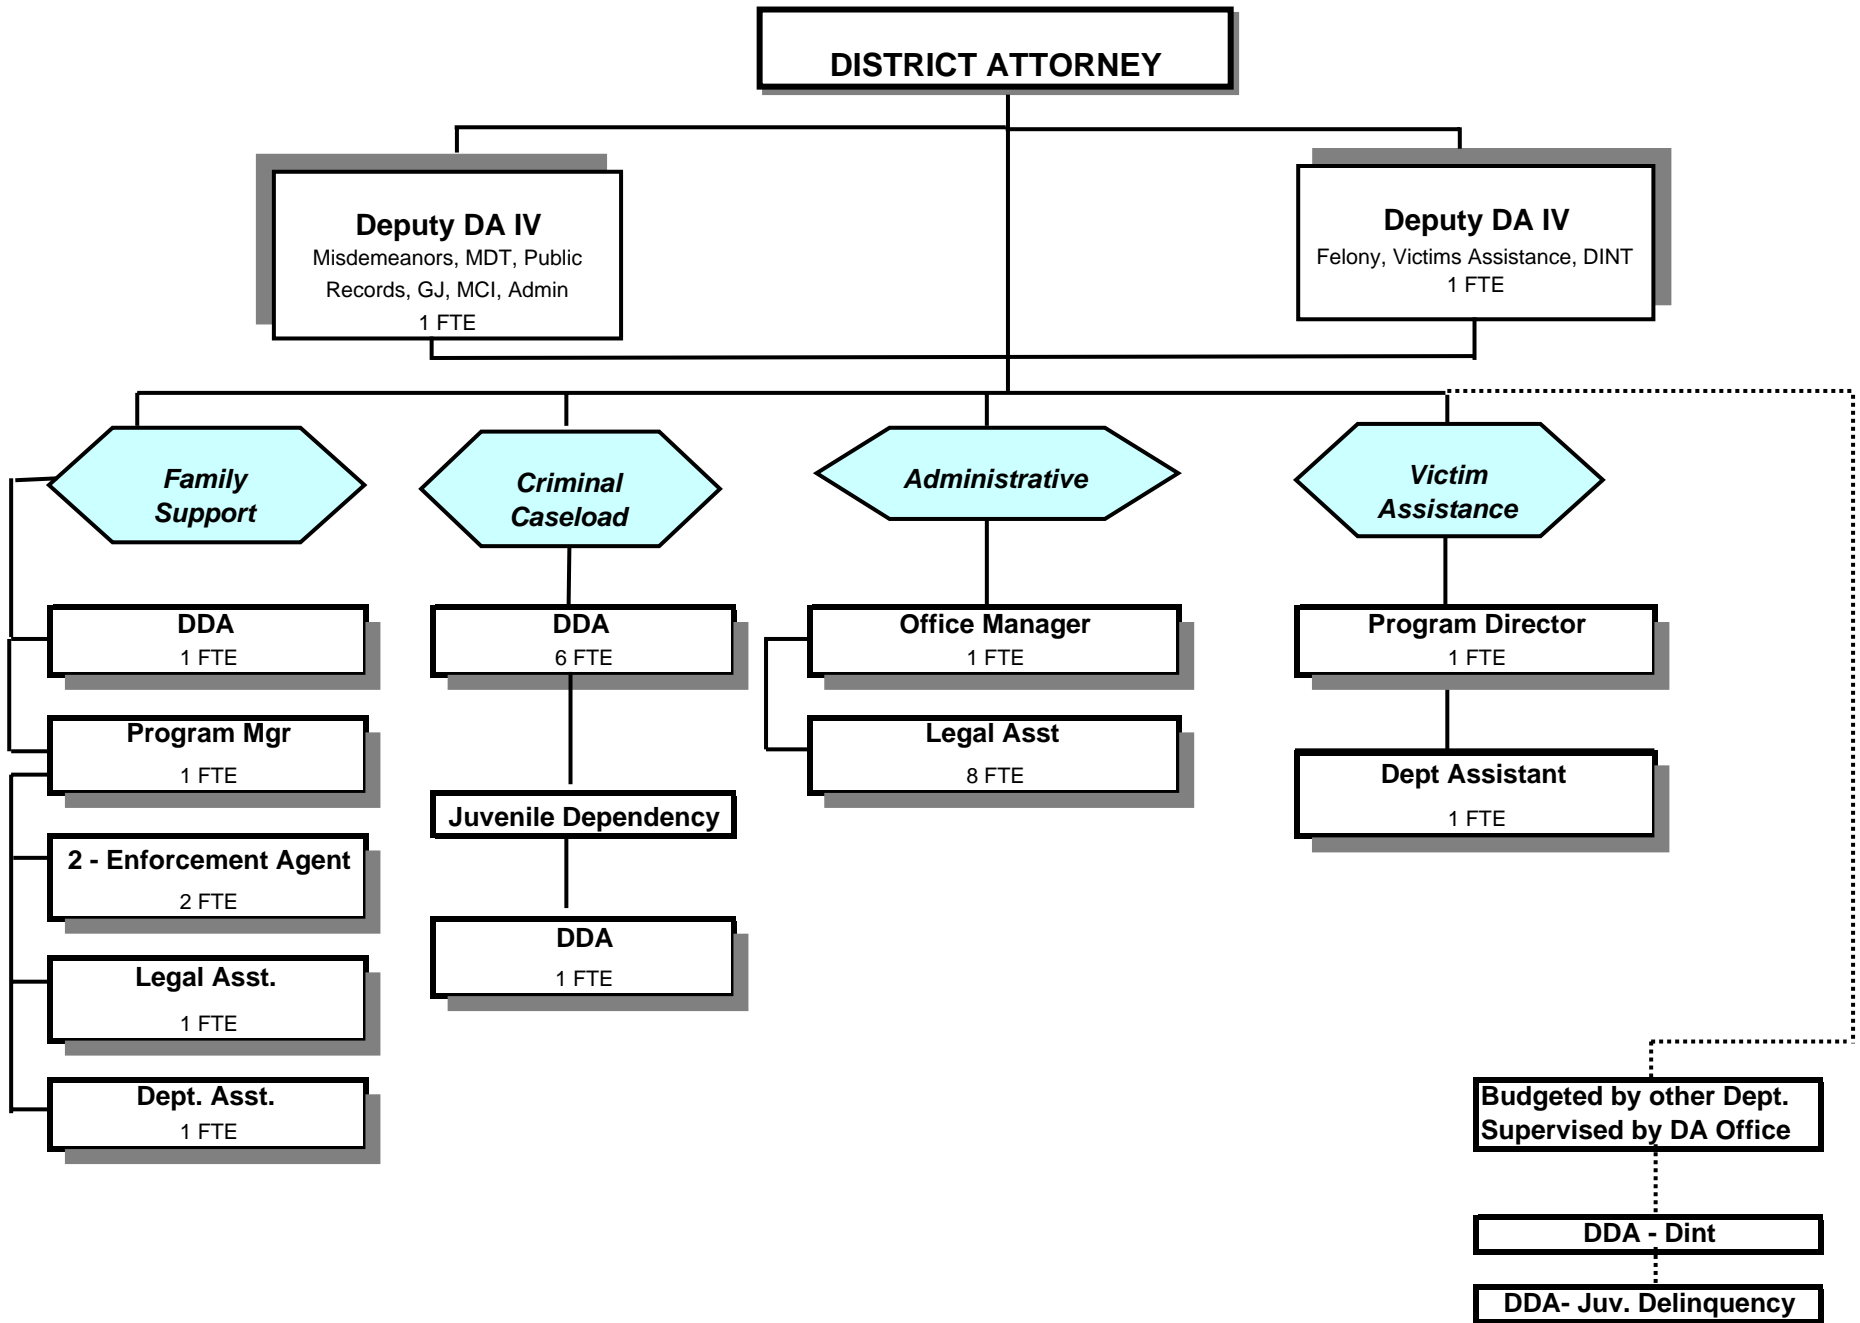 DISTRICT ATTORNEY
Deputy DA IV
Misdemeanors, MDT, Public
Records, GJ, MCI, Admin
1 FTE
Deputy DA IV
Felony, Victims Assistance, DINT
1 FTE
Family
Support
Criminal
Caseload
Administrative
Victim
Assistance
DDA
1 FTE
Program Mgr
1 FTE
2 - Enforcement Agent
2 FTE
Legal Asst.
1 FTE
Dept. Asst.
1 FTE
DDA
6 FTE
Juvenile Dependency
DDA
1 FTE
Office Manager
1 FTE
Legal Asst
8 FTE
Program Director
1 FTE
Dept Assistant
1 FTE
Budgeted by other Dept.
Supervised by DA Office
DDA - Dint
DDA- Juv. Delinquency